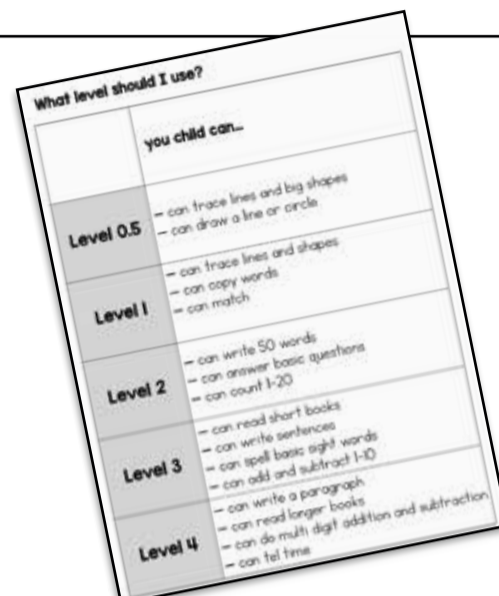 What level should I use?
you child can...
Level 0.5
– can trace lines and big shapes
– can draw a line or circle
Level 1
– can trace lines and shapes
– can copy words
– can match
Level 2
– can write 50 words
– can answer basic questions
– can count 1-20
Level 3
– can read short books
– can write sentences
– can spell basic sight words
– can add and subtract 1-10
Level 4
– can write a paragraph
– can read longer books
– can do multi digit addition and subtraction
– can tel time